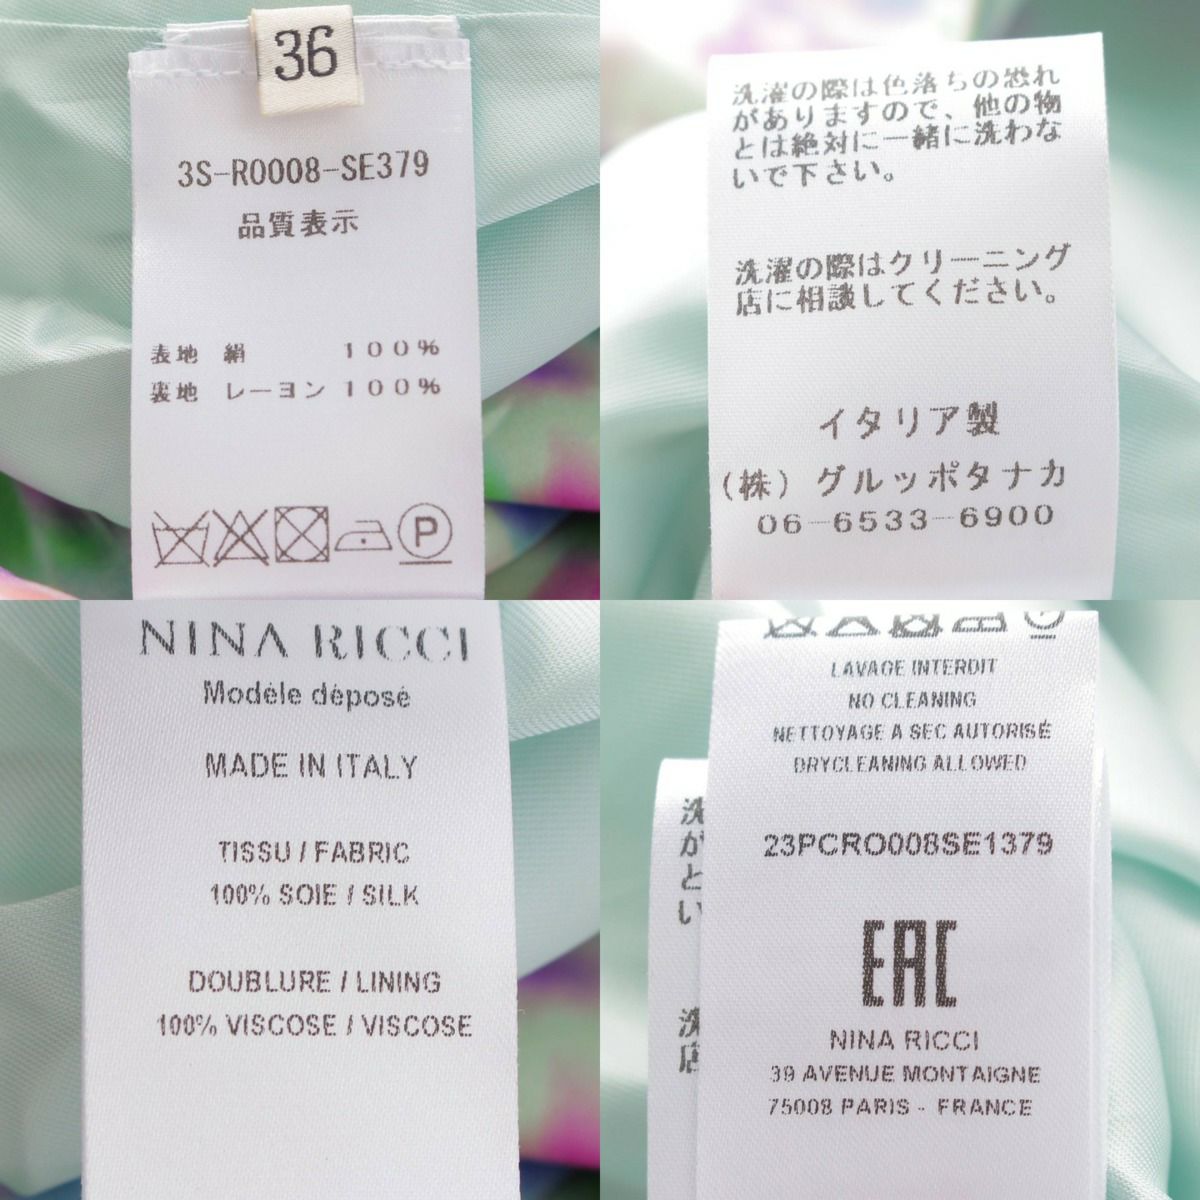 36
3S-R0008-SE379
品質表示
表地 絹 100%
裏地 レーヨン 100%
P
洗濯の際は色落ちの恐れ
がありますので、他の物
とは絶対に一緒に洗わな
いで下さい。
洗濯の際はクリーニング
店に相談してください。
イタリア製
(株)グルッポタナカ
06-6533-6900
NINA RICCI
Modèle déposé
MADE IN ITALY
TISSU / FABRIC
100% SOIE / SILK
DOUBLURE / LINING
100% VISCOSE / VISCOSE
LAVAGE INTERDIT
NO CLEANING
NETTOYAGE A SEC AUTORISÉ
DRYCLEANING ALLOWED
23PCRO008SE1379
EAC
NINA RICCI
39 AVENUE MONTAIGNE
75008 PARIS - FRANCE
洗
が
と
い
洗
店